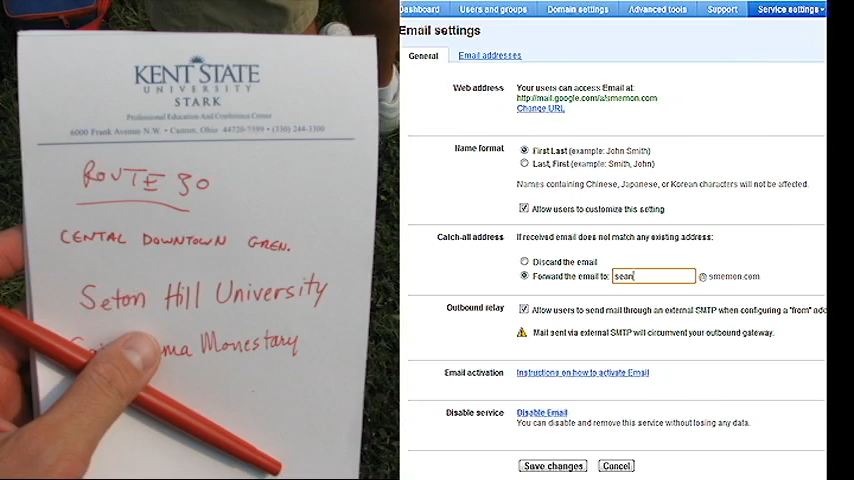 KENT STATE
UNIVERSITY
STARK
Professional Education And Conference Center
6000 Frank Avenue N.W. • Canton, Ohio 44720-7599 • (330) 244-3300
ROUTE 30
CENTAL DOWNTOWN GREN.
Seton Hill University
Monestary
Dashboard
Users and groups
Domain settings
Advanced tools
Support
Service settings
Email settings
General
Email addresses
Web address
Your users can access Email at:
http://mail.google.com/a/smemon.com
Change URL
Name format
First Last (example: John Smith)
Last, First (example: Smith, John)
Names containing Chinese, Japanese, or Korean characters will not be affected.
Allow users to customize this setting
Catch-all address
If received email does not match any existing address:
Discard the email
Forward the email to: sean @ smemon.com
Outbound relay
Allow users to send mail through an external SMTP when configuring a "from" add
Mail sent via external SMTP will circumvent your outbound gateway.
Email activation
Instructions on how to activate Email
Disable service
Disable Email
You can disable and remove this service without losing any data.
Save changes
Cancel